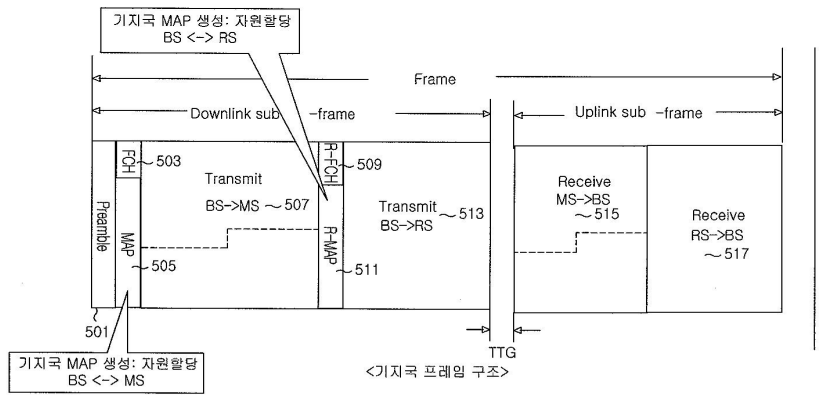 기지국 MAP 생성: 자원할당
BS <-> RS
Frame
Downlink sub -frame
Uplink sub -frame
FCH
503
R-FCH
509
Transmit
BS->MS 507
Transmit
BS->RS
513
Receive
MS->BS
515
Receive
RS->BS
517
Preamble
MAP
505
R-MAP
511
501
TTG
기지국 MAP 생성: 자원할당
BS <-> MS
<기지국 프레임 구조>